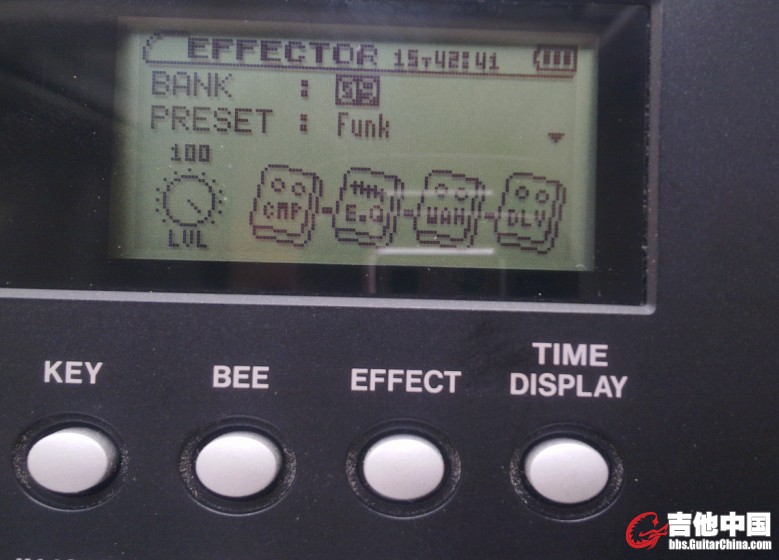 EFFECTOR 15:42:41
BANK :
PRESET : Funk
100
LVL
CMP E.Q WAH DLY
KEY BEE EFFECT TIME DISPLAY
吉他中国
bbs.GuitarChina.com